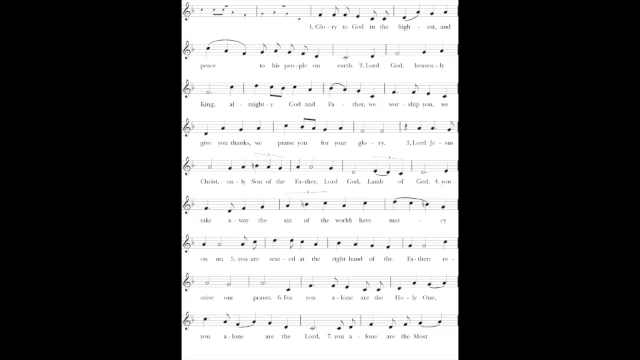 1. Glo - ry to God in the high - est, and
peace to his peo - ple on earth. 2. Lord God, heaven - ly
King, al - might - y God and Fa - ther, we wor - ship you, we
give you thanks, we praise you for your glo - ry. 3. Lord Je - sus
Christ, on - ly Son of the Fa - ther, Lord God, Lamb of God, 4. you
take a - way the sin of the world: have mer - cy
on us; 5. you are seat - ed at the right hand of the Fa - ther: re -
ceive our prayer. 6. For you a - lone are the Ho - ly One,
you a - lone are the Lord, 7. you a - lone are the Most